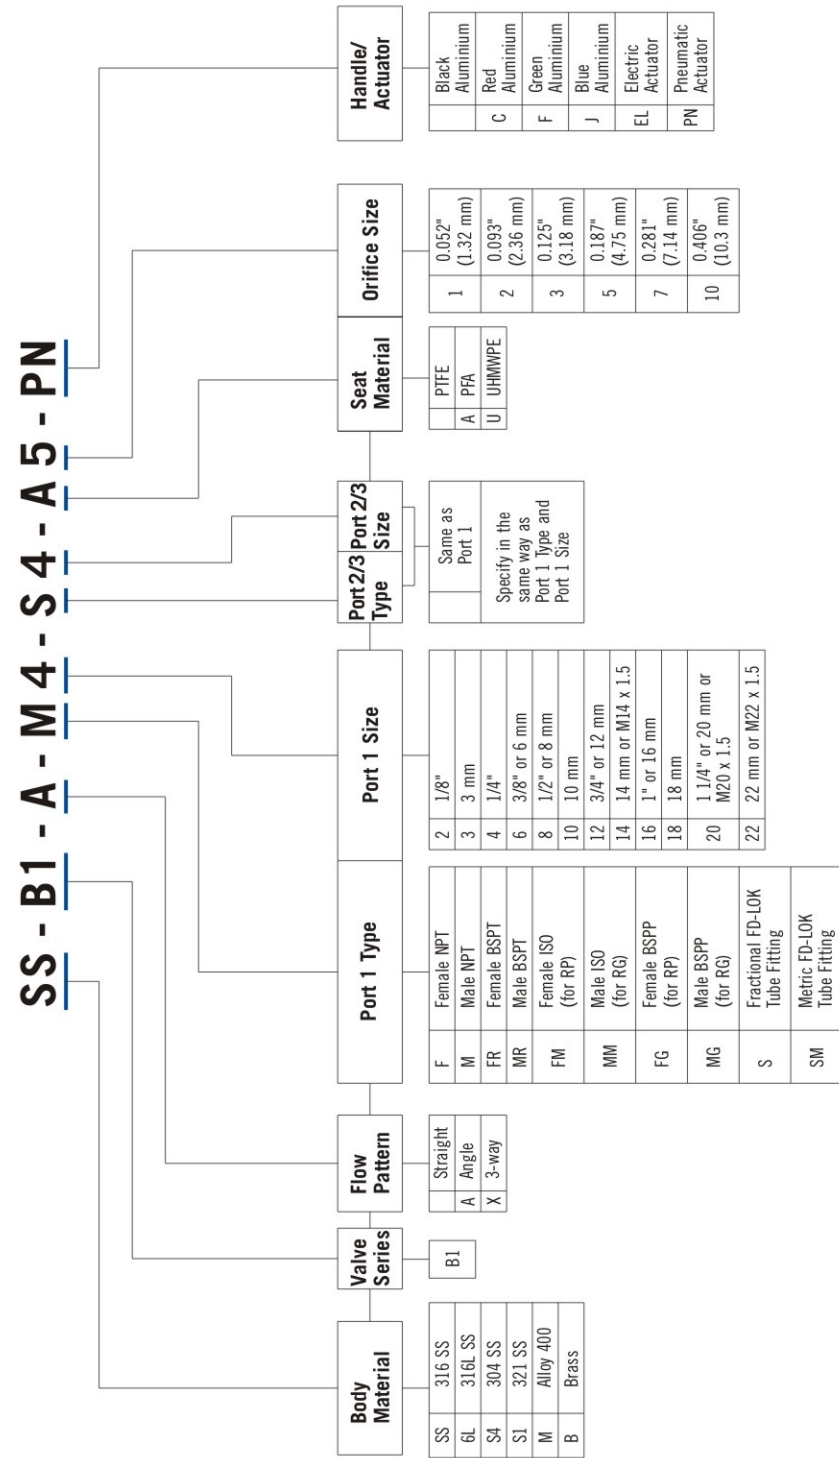 SS - B1 - A - M 4 - S 4 - A 5 - PN
Body
Material
SS 316 SS
6L 316L SS
S4 304 SS
S1 321 SS
M Alloy 400
B Brass
Valve
Series
B1
Flow
Pattern
Straight
A Angle
X 3-way
Port 1 Type
F Female NPT
M Male NPT
FR Female BSPT
MR Male BSPT
FM Female ISO
(for RP)
MM Male ISO
(for RG)
FG Female BSPP
(for RP)
MG Male BSPP
(for RG)
S Fractional FD-LOK
Tube Fitting
SM Metric FD-LOK
Tube Fitting
Port 1 Size
2 1/8"
3 3 mm
4 1/4"
6 3/8" or 6 mm
8 1/2" or 8 mm
10 10 mm
12 3/4" or 12 mm
14 14 mm or M14 x 1.5
16 1" or 16 mm
18 18 mm
20 1 1/4" or 20 mm or
M20 x 1.5
22 22 mm or M22 x 1.5
Port2/3
Type
Port 2/3
Size
Same as
Port 1
Specify in the
same way as
Port 1 Type and
Port 1 Size
Seat
Material
PTFE
A PFA
U UHMWPE
Orifice Size
1 0.052"
(1.32 mm)
2 0.093"
(2.36 mm)
3 0.125"
(3.18 mm)
5 0.187"
(4.75 mm)
7 0.281"
(7.14 mm)
10 0.406"
(10.3 mm)
Handle/
Actuator
Black
Aluminium
C Red
Aluminium
F Green
Aluminium
J Blue
Aluminium
EL Electric
Actuator
PN Pneumatic
Actuator